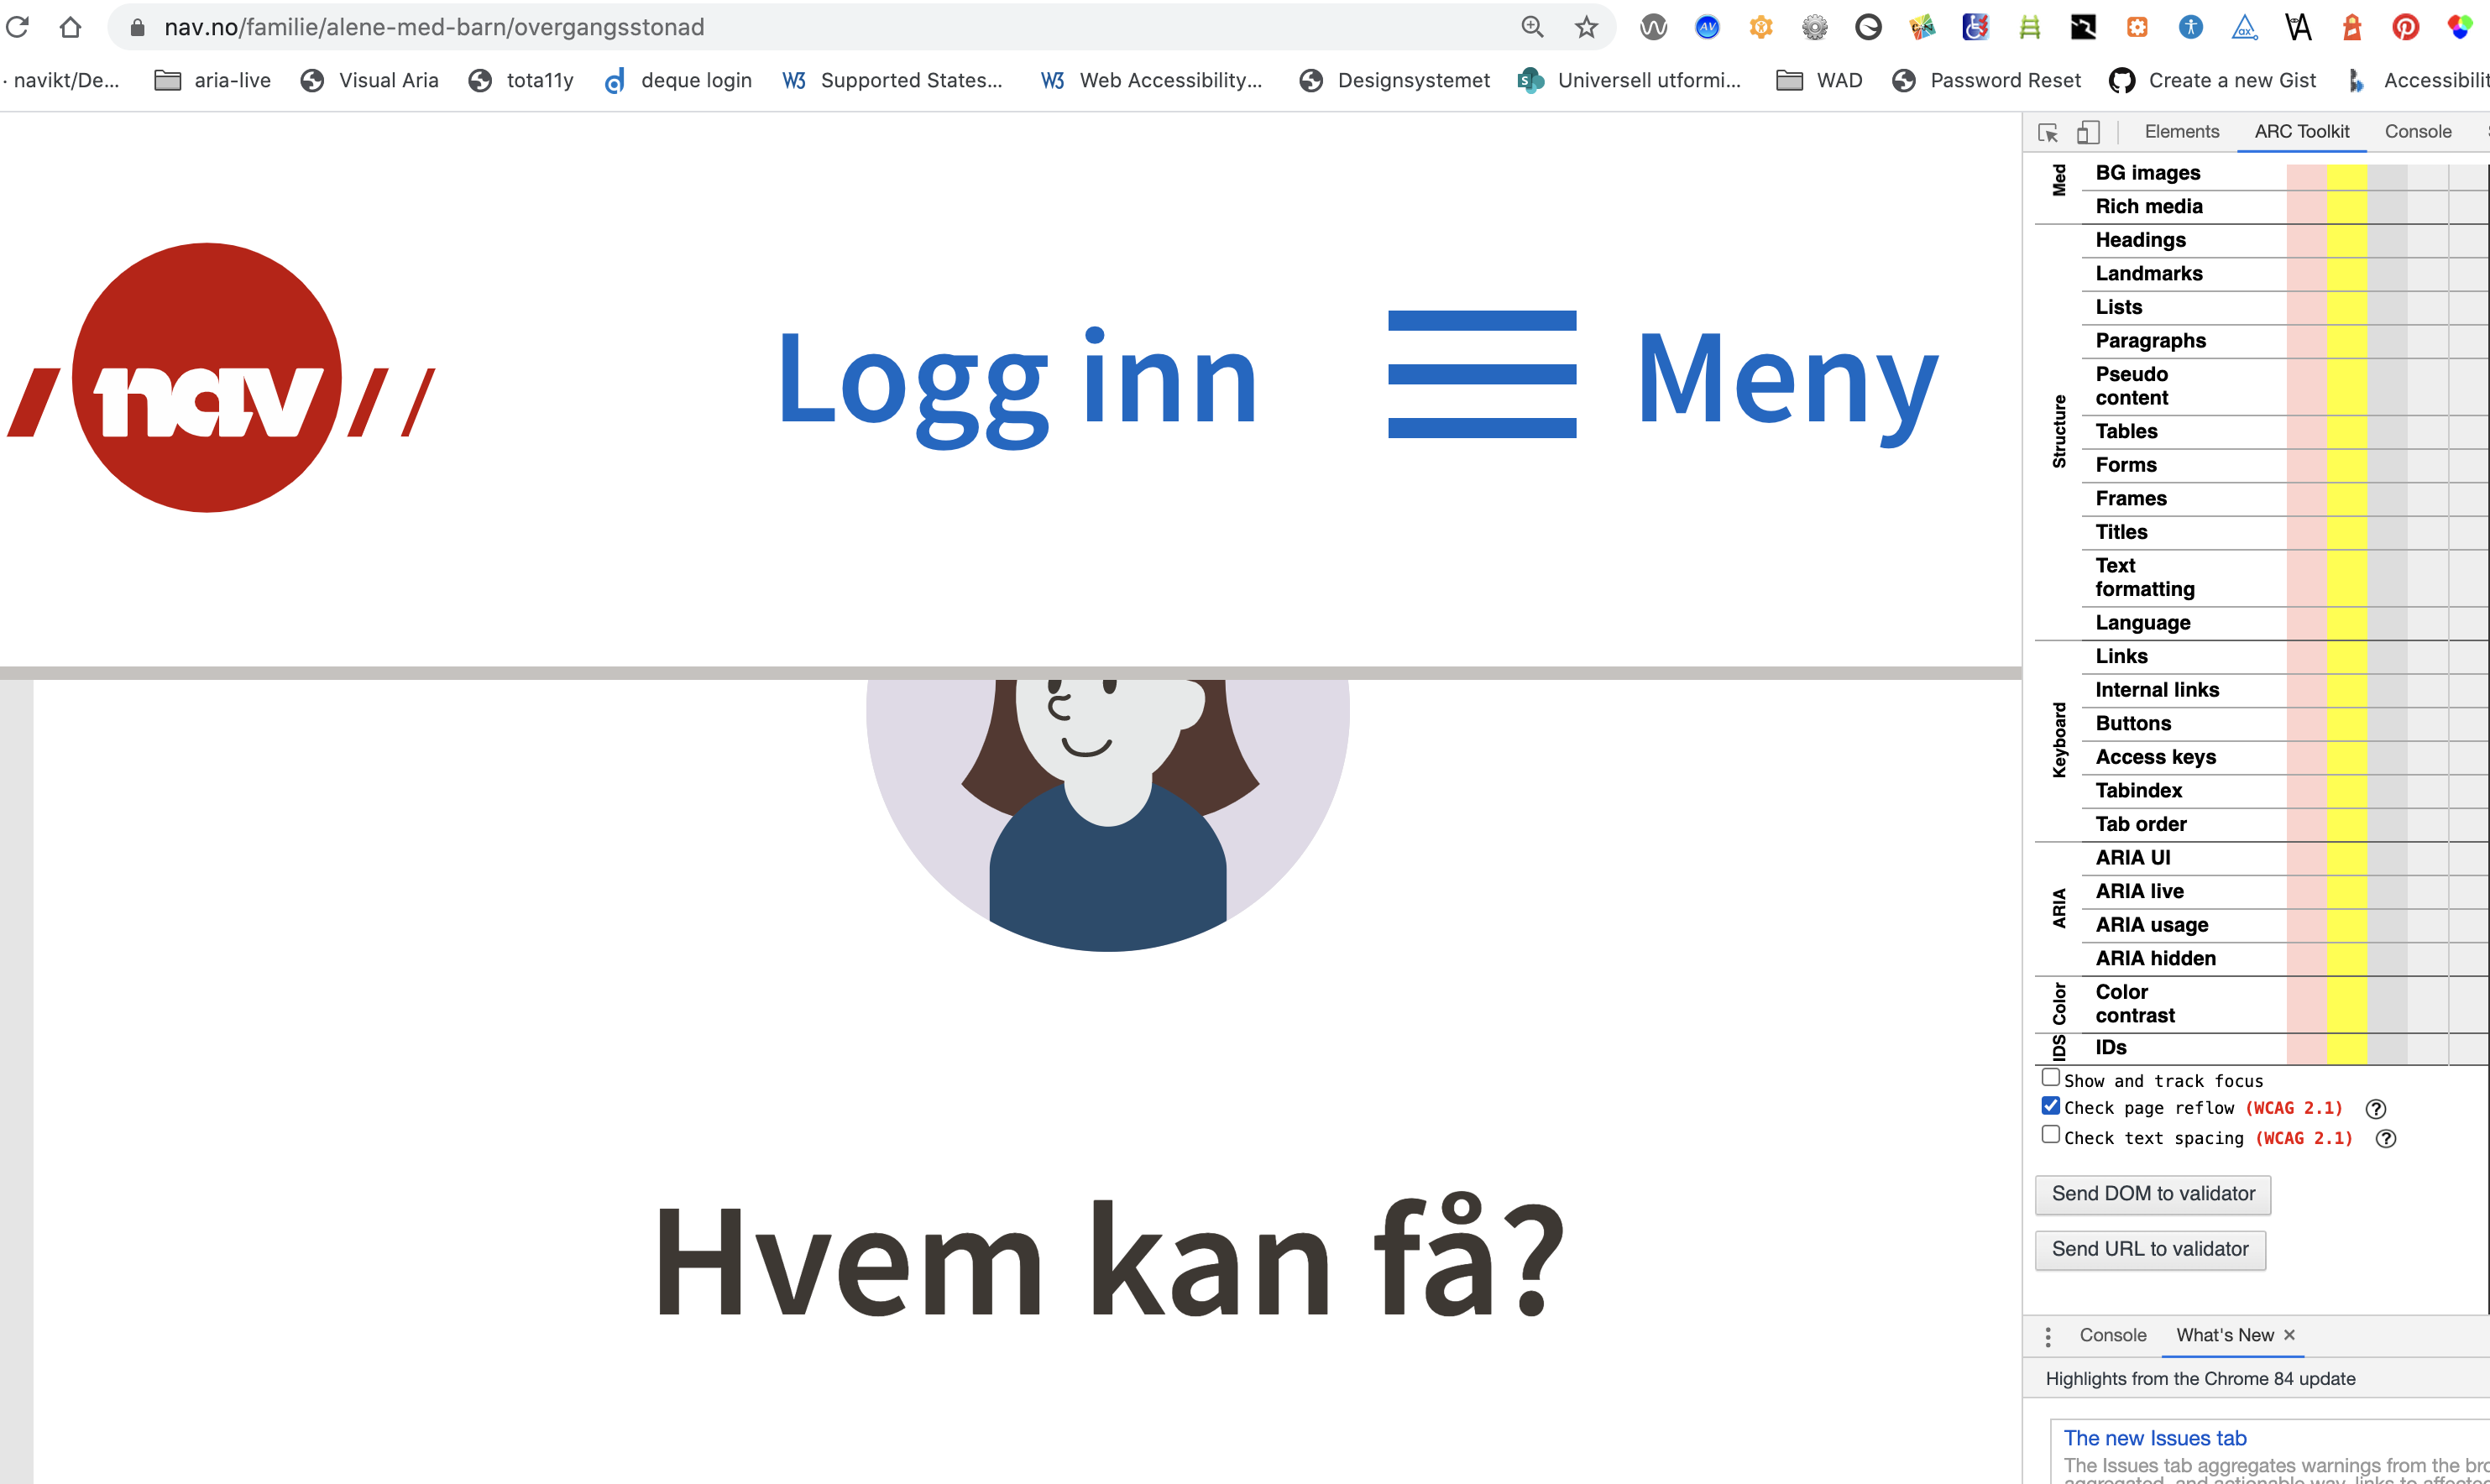 nav.no/familie/alene-med-barn/overgangsstonad
· navikt/De... aria-live Visual Aria tota11y deque login W3 Supported States... W3 Web Accessibility... Designsystemet S Universell utformi... WAD Password Reset Create a new Gist Accessibilit
Elements ARC Toolkit Console
nav
Logg inn Meny
Hvem kan få?
Med
BG images
Rich media
Structure
Headings
Landmarks
Lists
Paragraphs
Pseudo
content
Tables
Forms
Frames
Titles
Text
formatting
Language
Keyboard
Links
Internal links
Buttons
Access keys
Tabindex
Tab order
ARIA
ARIA UI
ARIA live
ARIA usage
ARIA hidden
Color
Color
contrast
IDS
IDs
Show and track focus
Check page reflow (WCAG 2.1) ?
Check text spacing (WCAG 2.1) ?
Send DOM to validator
Send URL to validator
Console What's New ×
Highlights from the Chrome 84 update
The new Issues tab
The Issues tab aggregates warnings from the bro